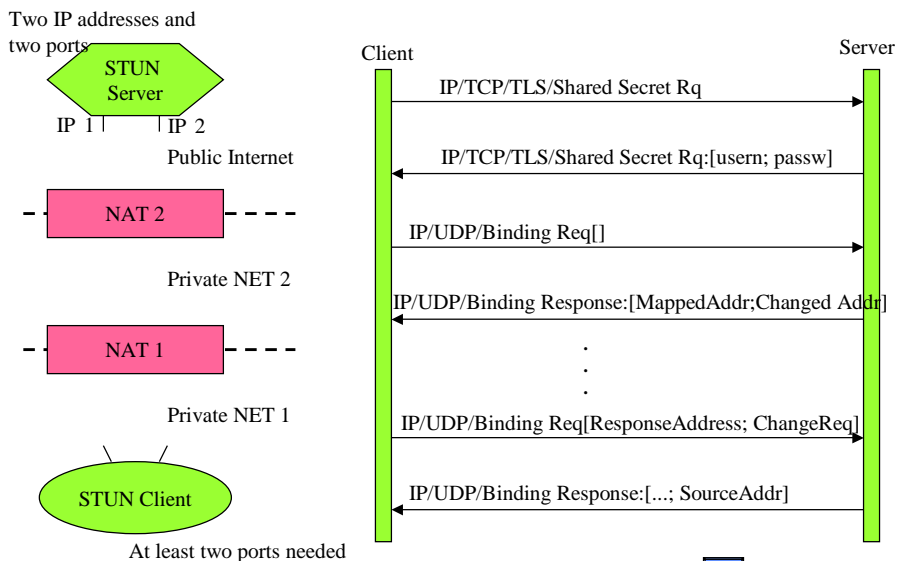 Two IP addresses and
two ports
STUN
Server
IP 1
IP 2
Public Internet
NAT 2
Private NET 2
NAT 1
Private NET 1
STUN Client
At least two ports needed
Client
Server
IP/TCP/TLS/Shared Secret Rq
IP/TCP/TLS/Shared Secret Rq:[usern; passw]
IP/UDP/Binding Req[]
IP/UDP/Binding Response:[MappedAddr;Changed Addr]
.
.
.
IP/UDP/Binding Req[ResponseAddress; ChangeReq]
IP/UDP/Binding Response:[...; SourceAddr]